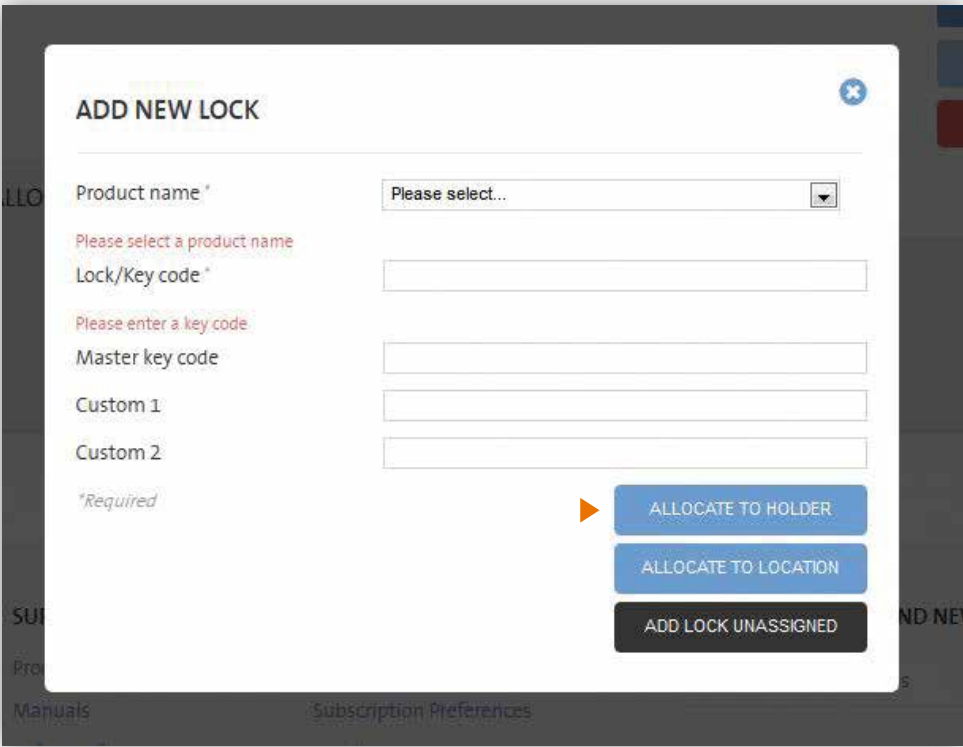 ADD NEW LOCK
Product name *
Please select...
Please select a product name
Lock/Key code *
Please enter a key code
Master key code
Custom 1
Custom 2
*Required
ALLOCATE TO HOLDER
ALLOCATE TO LOCATION
ADD LOCK UNASSIGNED
Manuals
Subscription Preferences